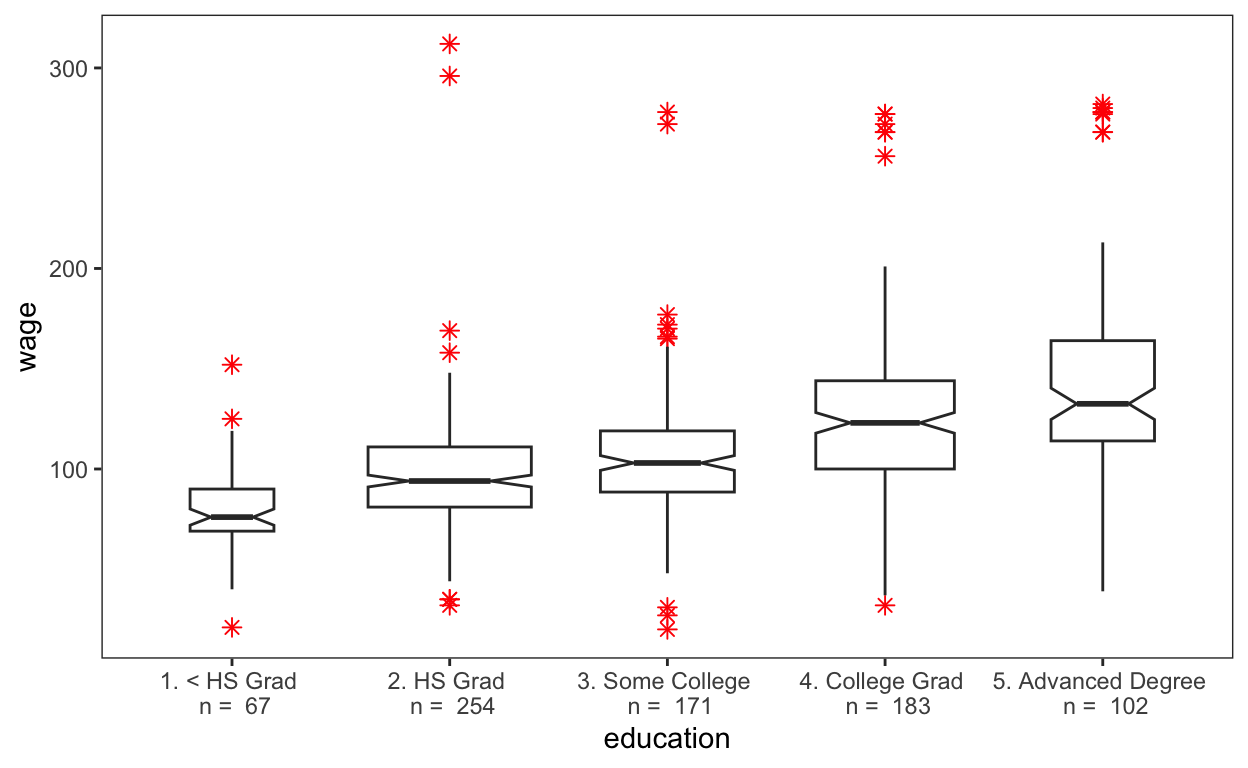 300
200
100
wage
1. < HS Grad
n =  67
2. HS Grad
n =  254
3. Some College
n =  171
4. College Grad
n =  183
5. Advanced Degree
n =  102
education